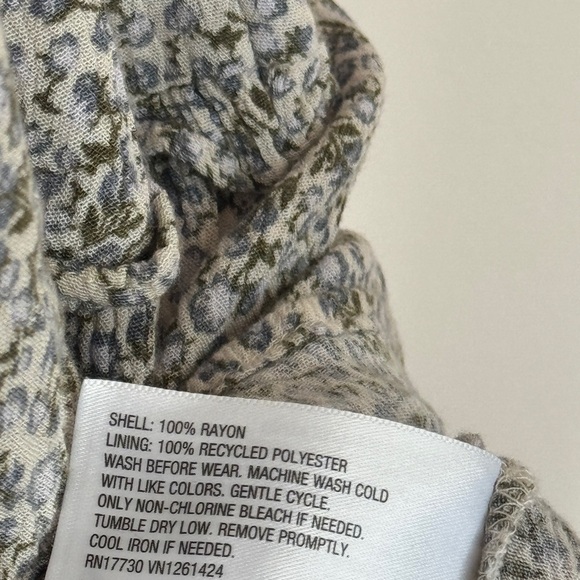 SHELL: 100% RAYON
LINING: 100% RECYCLED POLYESTER
WASH BEFORE WEAR. MACHINE WASH COLD
WITH LIKE COLORS. GENTLE CYCLE.
ONLY NON-CHLORINE BLEACH IF NEEDED.
TUMBLE DRY LOW. REMOVE PROMPTLY.
COOL IRON IF NEEDED.
RN17730 VN1261424